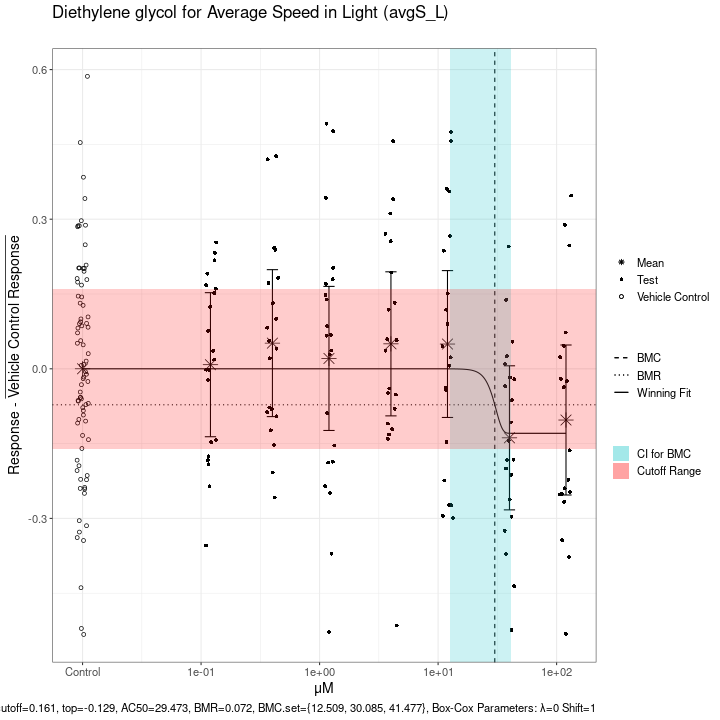 Diethylene glycol for Average Speed in Light (avgS_L)
Response - Vehicle Control Response
0.6
0.3
0.0
-0.3
Control
1e-01
1e+00
1e+01
1e+02
μM
Mean
Test
Vehicle Control
BMC
BMR
Winning Fit
CI for BMC
Cutoff Range
utoff=0.161, top=-0.129, AC50=29.473, BMR=0.072, BMC.set={12.509, 30.085, 41.477}, Box-Cox Parameters: λ=0 Shift=1